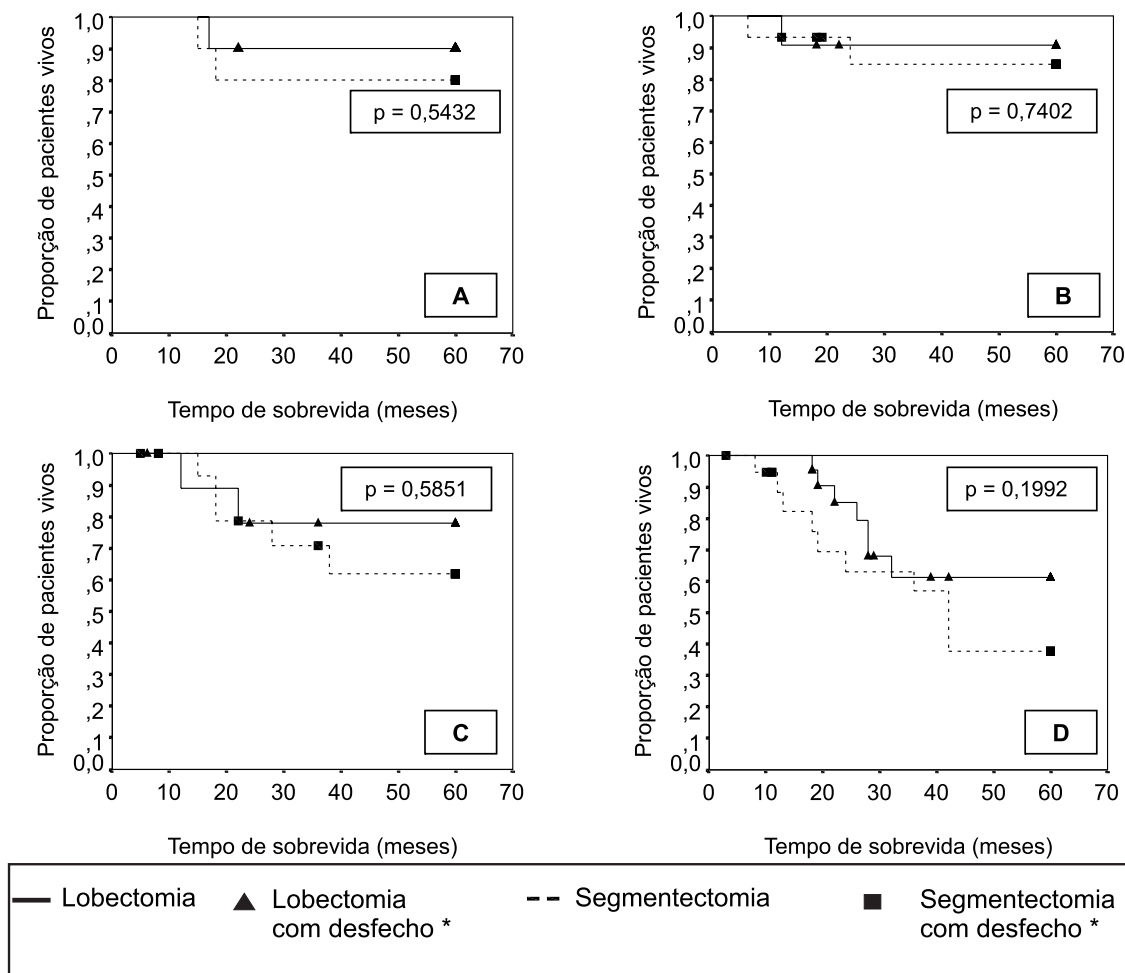 Proporção de pacientes vivos
1,0
,9
,8
,7
,6
,5
,4
,3
,2
,1
0,0
p = 0,5432
A
0 10 20 30 40 50 60 70
Tempo de sobrevida (meses)
Proporção de pacientes vivos
1,0
,9
,8
,7
,6
,5
,4
,3
,2
,1
0,0
p = 0,7402
B
0 10 20 30 40 50 60 70
Tempo de sobrevida (meses)
Proporção de pacientes vivos
1,0
,9
,8
,7
,6
,5
,4
,3
,2
,1
0,0
p = 0,5851
C
0 10 20 30 40 50 60 70
Tempo de sobrevida (meses)
Proporção de pacientes vivos
1,0
,9
,8
,7
,6
,5
,4
,3
,2
,1
0,0
p = 0,1992
D
0 10 20 30 40 50 60 70
Tempo de sobrevida (meses)
Lobectomia
Lobectomia
com desfecho *
Segmentectomia
Segmentectomia
com desfecho *